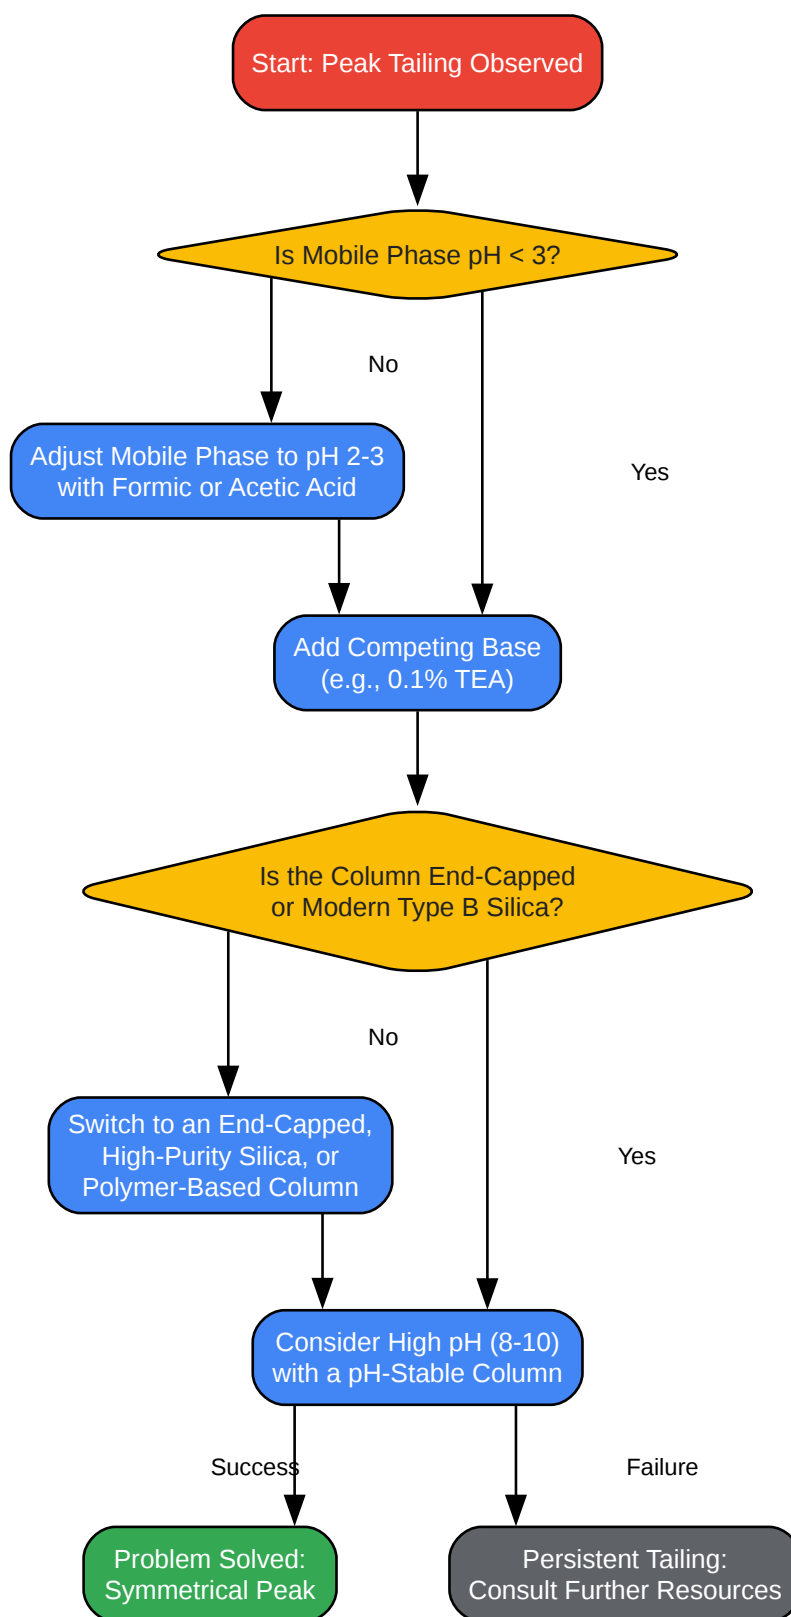 Start: Peak Tailing Observed
Is Mobile Phase pH < 3?
No
Adjust Mobile Phase to pH 2-3
with Formic or Acetic Acid
Yes
Add Competing Base
(e.g., 0.1% TEA)
Is the Column End-Capped
or Modern Type B Silica?
No
Switch to an End-Capped,
High-Purity Silica, or
Polymer-Based Column
Yes
Consider High pH (8-10)
with a pH-Stable Column
Success
Failure
Problem Solved:
Symmetrical Peak
Persistent Tailing:
Consult Further Resources